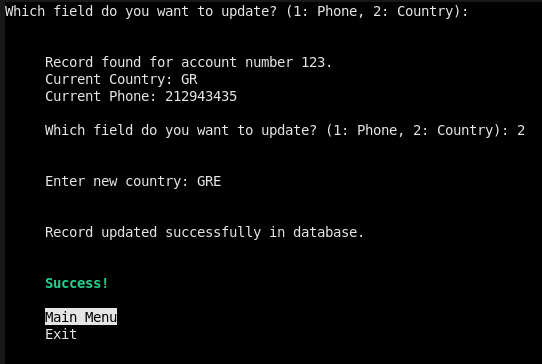 Which field do you want to update? (1: Phone, 2: Country):
Record found for account number 123.
Current Country: GR
Current Phone: 212943435
Which field do you want to update? (1: Phone, 2: Country): 2
Enter new country: GRE
Record updated successfully in database.
Success!
Main Menu
Exit